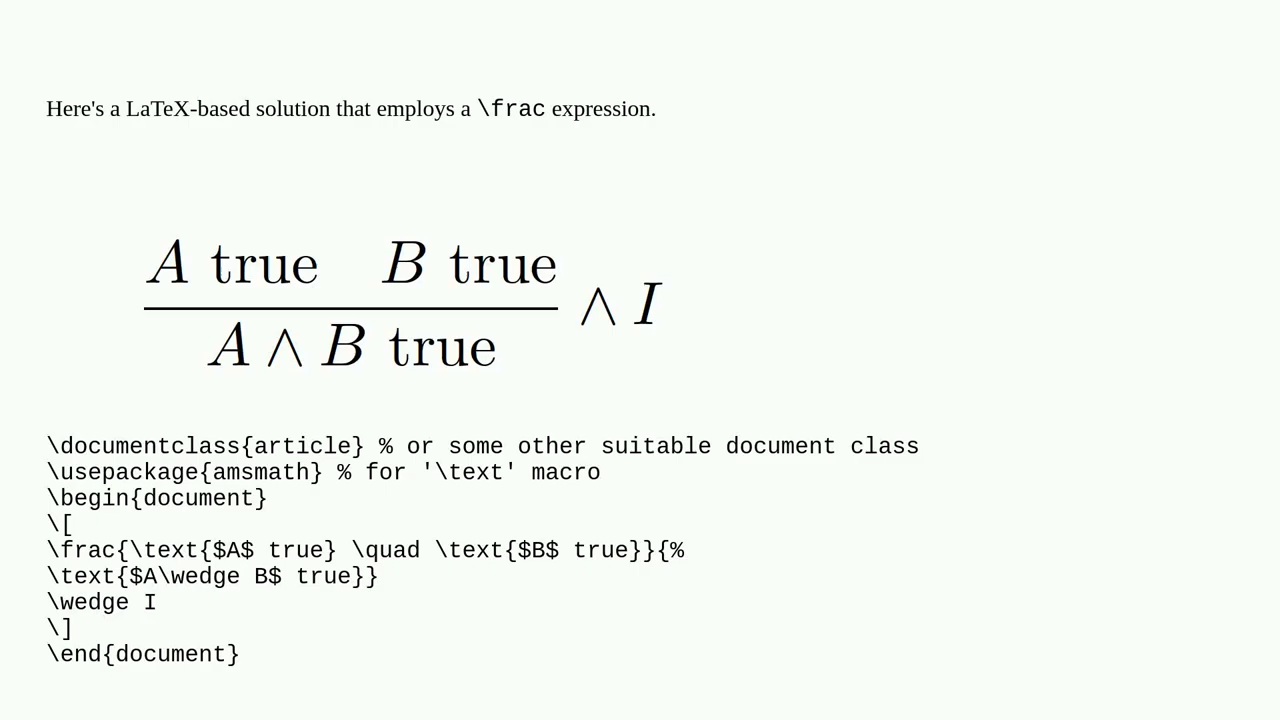 Here's a LaTeX-based solution that employs a \frac expression.
A true B true
∧ I
A ∧ B true
\documentclass{article} % or some other suitable document class
\usepackage{amsmath} % for '\text' macro
\begin{document}
\[
\frac{\text{$A$ true} \quad \text{$B$ true}}{%
\text{$A\wedge B$ true}}
\wedge I
\]
\end{document}